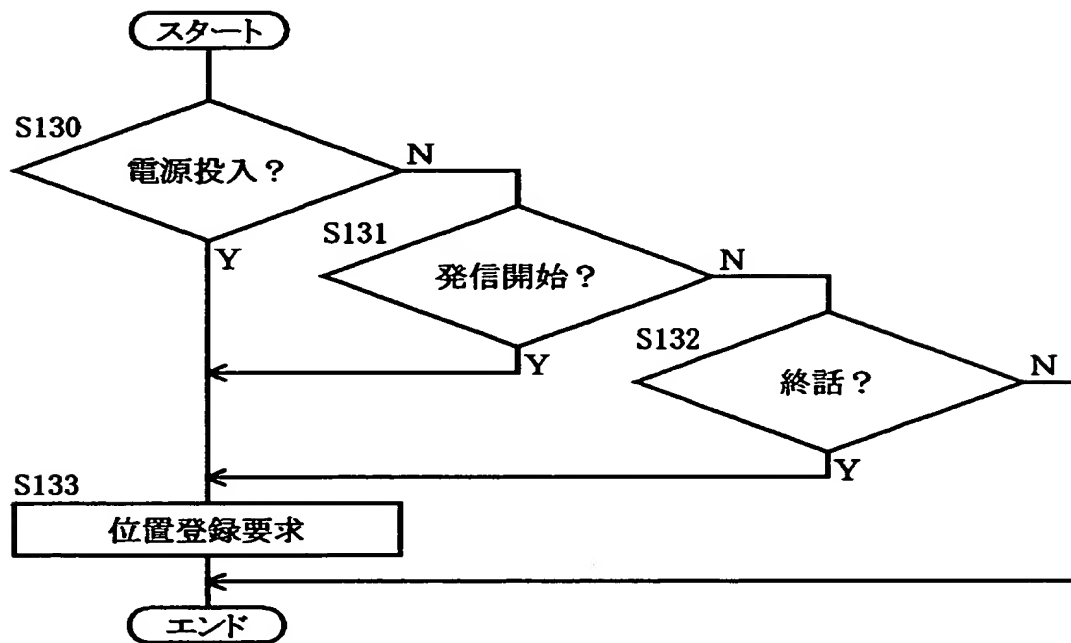 スタート
S130
電源投入?
N
Y
S131
発信開始?
N
Y
S132
終話?
N
Y
S133
位置登録要求
エンド